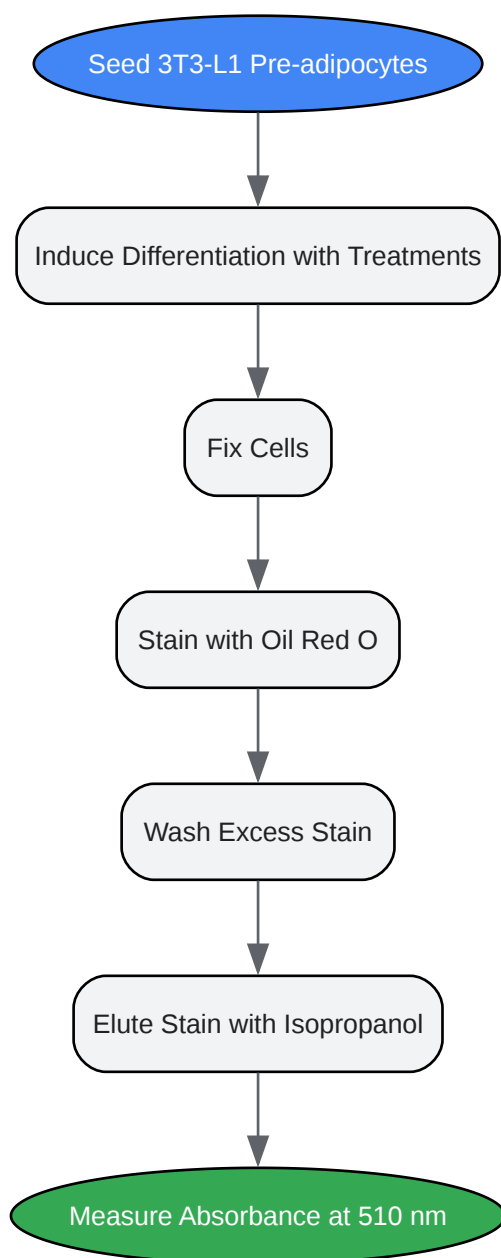 Seed 3T3-L1 Pre-adipocytes
Induce Differentiation with Treatments
Fix Cells
Stain with Oil Red O
Wash Excess Stain
Elute Stain with Isopropanol
Measure Absorbance at 510 nm